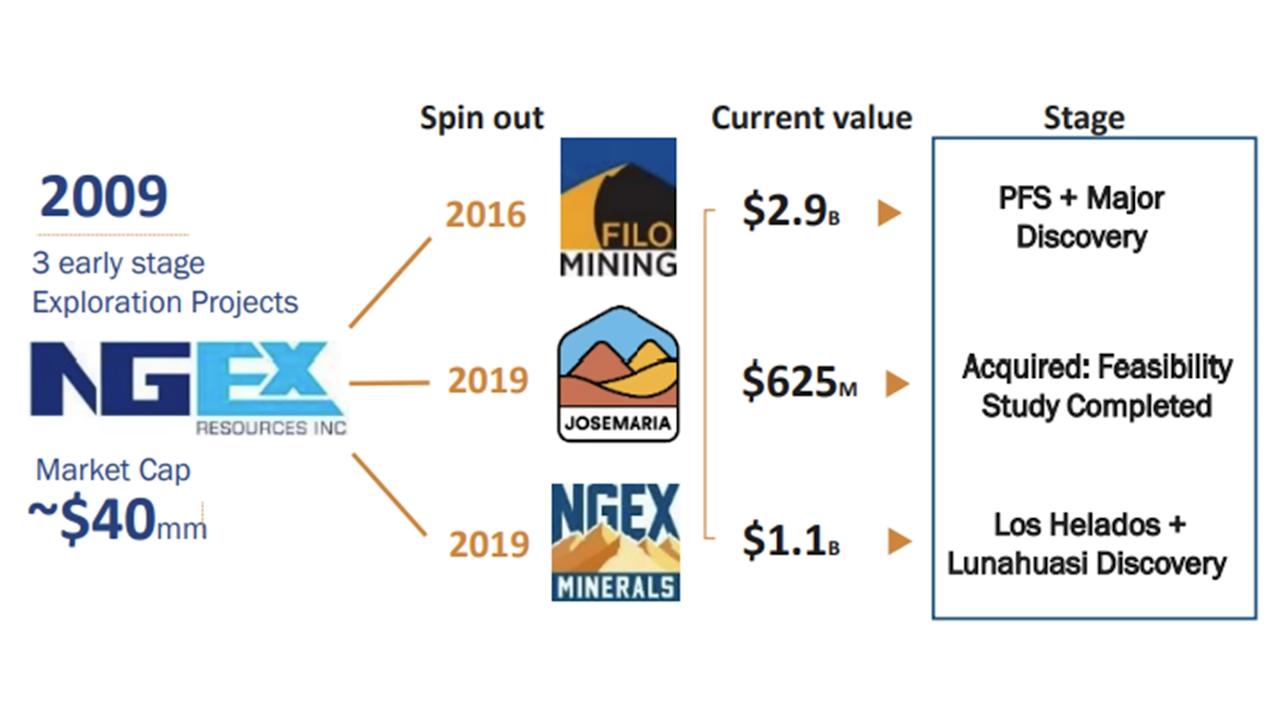 Spin out
Current value
Stage
2009
3 early stage
Exploration Projects
NGEX
RESOURCES INC
Market Cap
~$40mm
2016
FILO
MINING
$2.9B
PFS + Major
Discovery
2019
JOSEMARIA
$625M
Acquired: Feasibility
Study Completed
2019
NGEX
MINERALS
$1.1B
Los Helados +
Lunahuasi Discovery